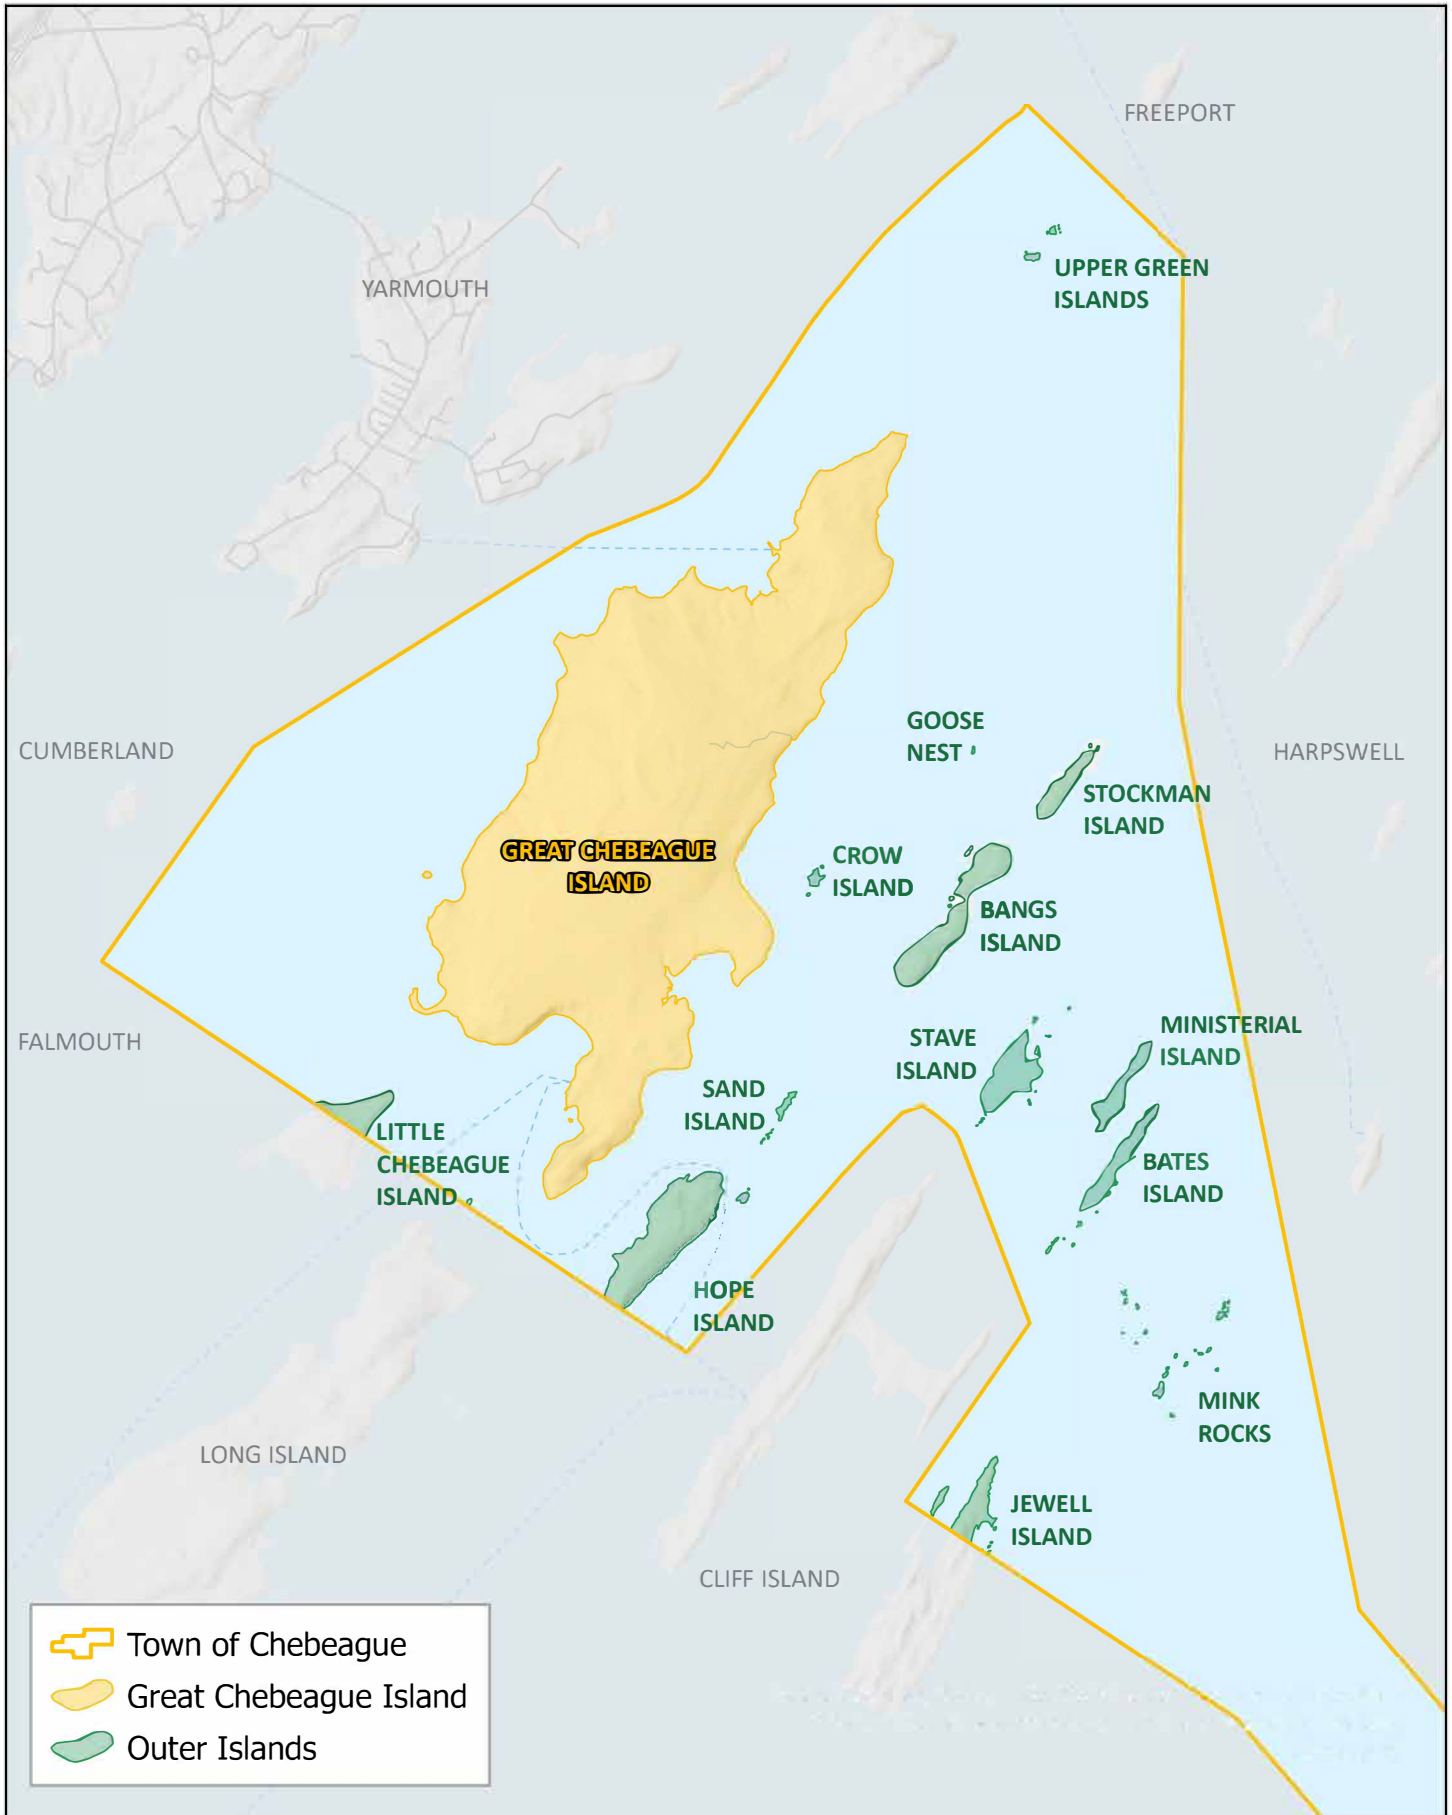 FREEPORT
UPPER GREEN
ISLANDS
YARMOUTH
GOOSE
NEST
CUMBERLAND
HARPSWELL
STOCKMAN
ISLAND
GREAT CHEBEAGUE
ISLAND
CROW
ISLAND
BANGS
ISLAND
FALMOUTH
STAVE
ISLAND
MINISTERIAL
ISLAND
SAND
ISLAND
LITTLE
CHEBEAGUE
ISLAND
BATES
ISLAND
HOPE
ISLAND
MINK
ROCKS
LONG ISLAND
JEWELL
ISLAND
CLIFF ISLAND
Town of Chebeague
Great Chebeague Island
Outer Islands